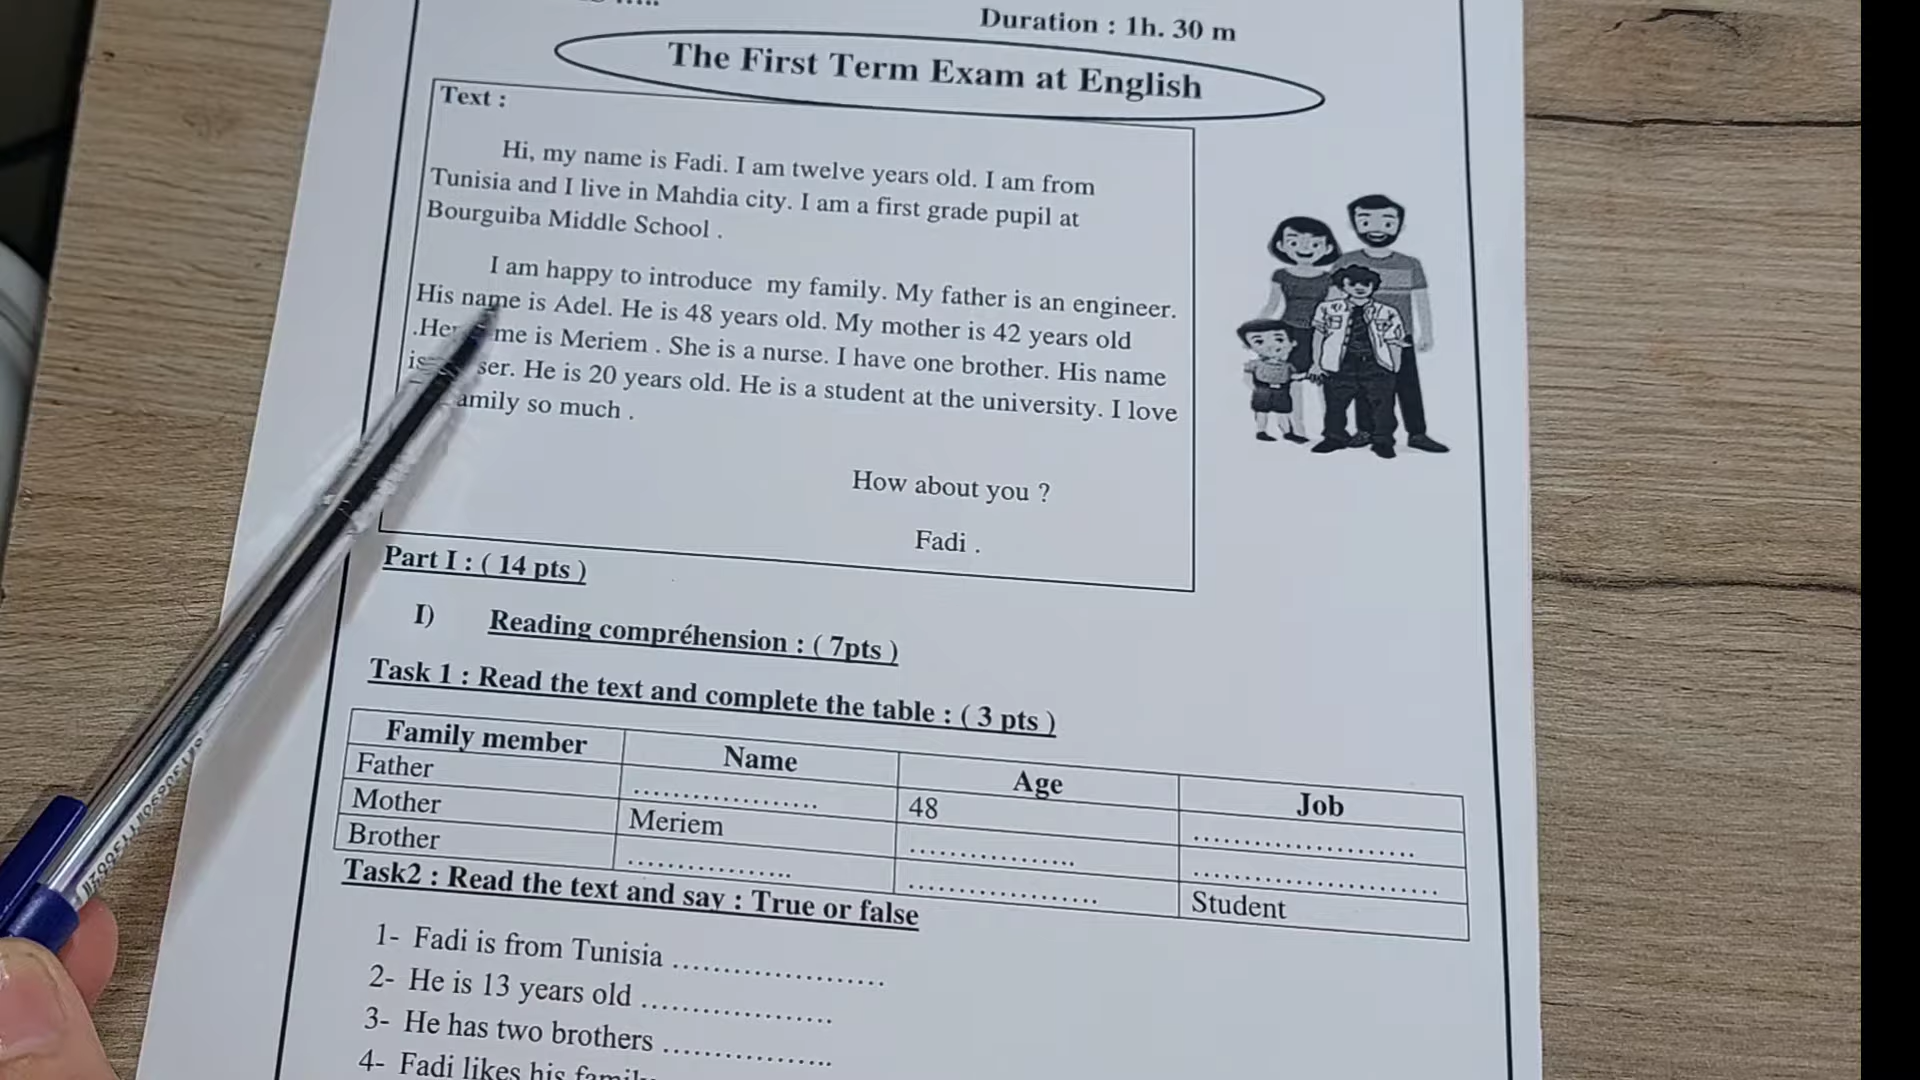 Duration : 1h. 30 m
The First Term Exam at English
Text :
Hi, my name is Fadi. I am twelve years old. I am from
Tunisia and I live in Mahdia city. I am a first grade pupil at
Bourguiba Middle School .
I am happy to introduce my family. My father is an engineer.
His name is Adel. He is 48 years old. My mother is 42 years old
is Meriem . She is a nurse. I have one brother. His name
He is 20 years old. He is a student at the university. I love
so much .
How about you ?
Fadi .
Part I : ( 14 pts )
I) Reading compréhension : ( 7pts )
Task 1 : Read the text and complete the table : ( 3 pts )
Family member Name Age Job
Father .................. 48 ......................
Mother Meriem ................. ........................
Brother ................ .................... Student
Task2 : Read the text and say : True or false
1- Fadi is from Tunisia .....................
2- He is 13 years old ...................
3- He has two brothers .................
4- Fadi likes his